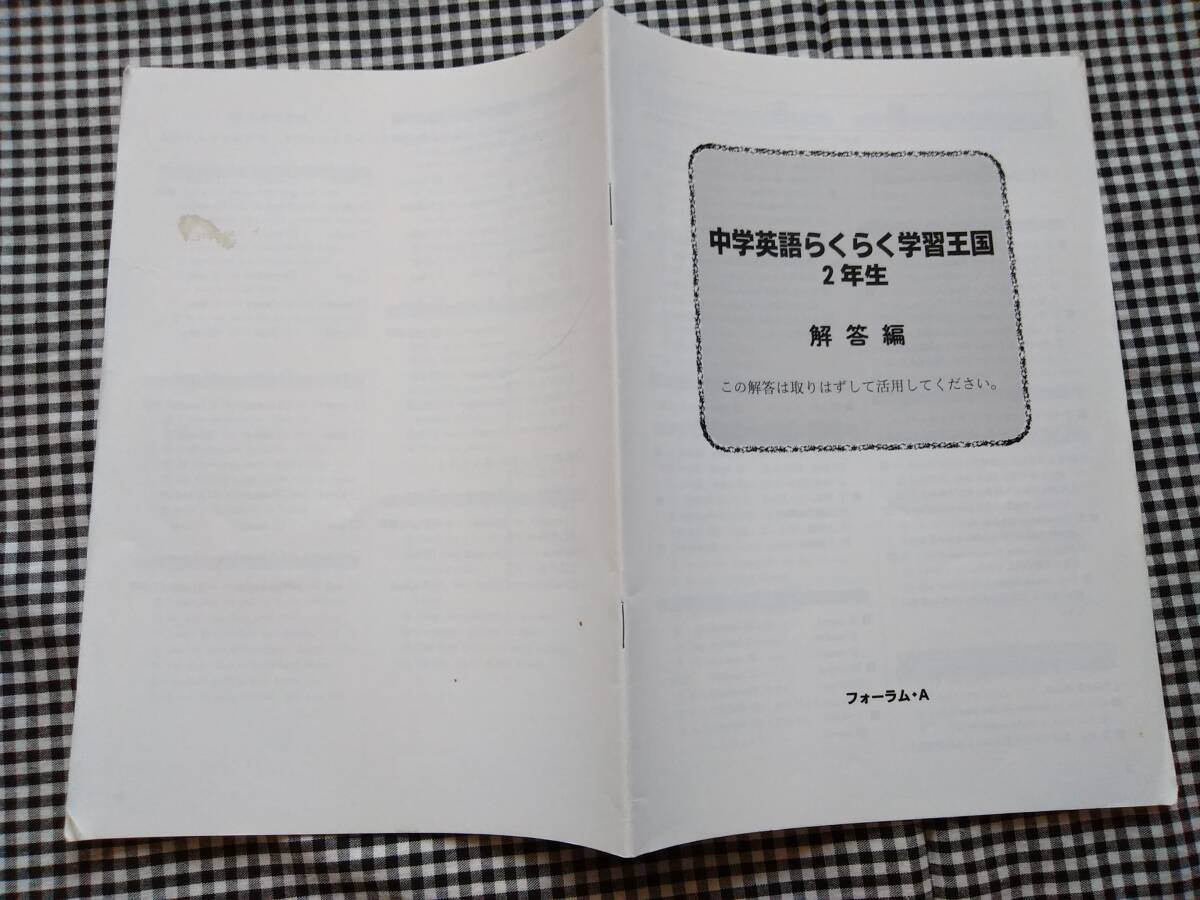 中学英語らくらく学習王国
2年生
解答編
この解答は取りはずして活用してください。
フォーラム・A